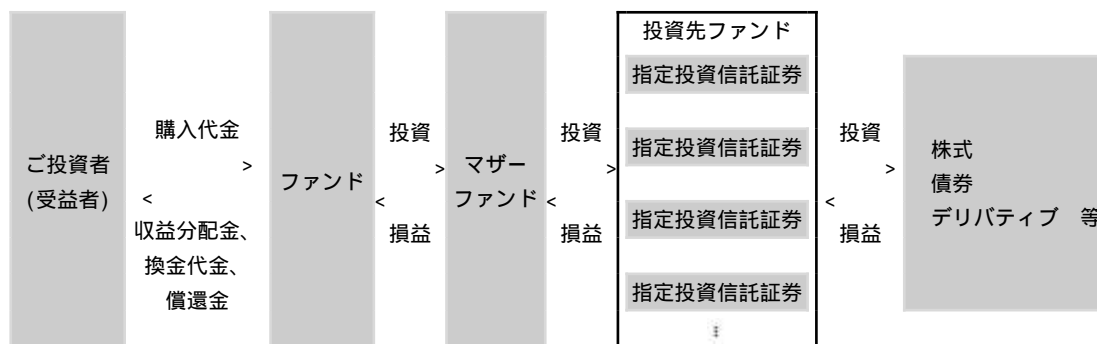 ご投資者
(受益者)
購入代金
>
<
収益分配金、
換金代金、
償還金
ファンド
投資
>
<
損益
マザー
ファンド
投資
>
<
損益
投資先ファンド
指定投資信託証券
指定投資信託証券
指定投資信託証券
指定投資信託証券
投資
>
<
損益
株式
債券
デリバティブ　等